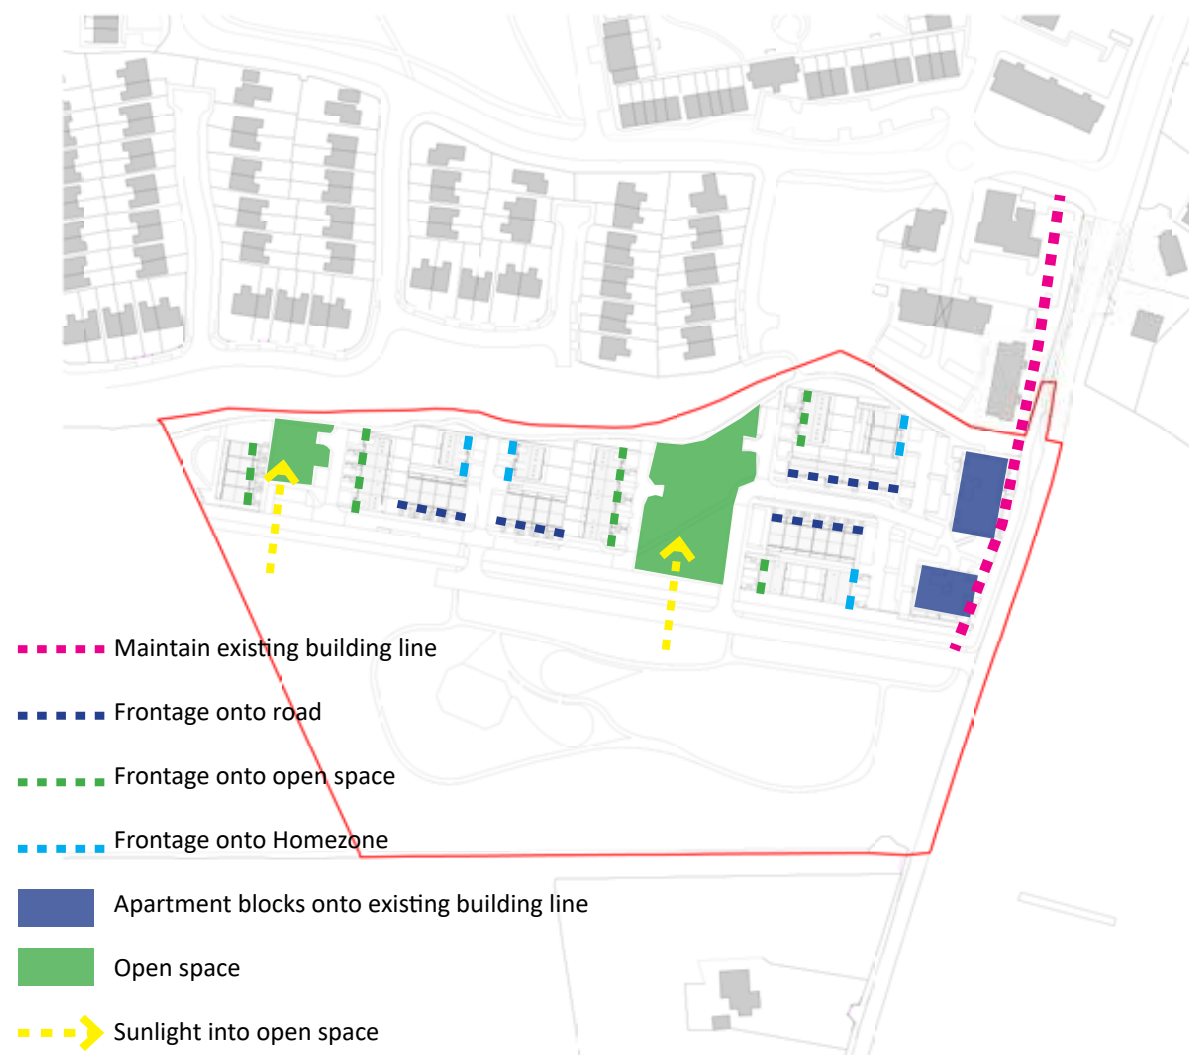 Maintain existing building line
Frontage onto road
Frontage onto open space
Frontage onto Homezone
Apartment blocks onto existing building line
Open space
Sunlight into open space